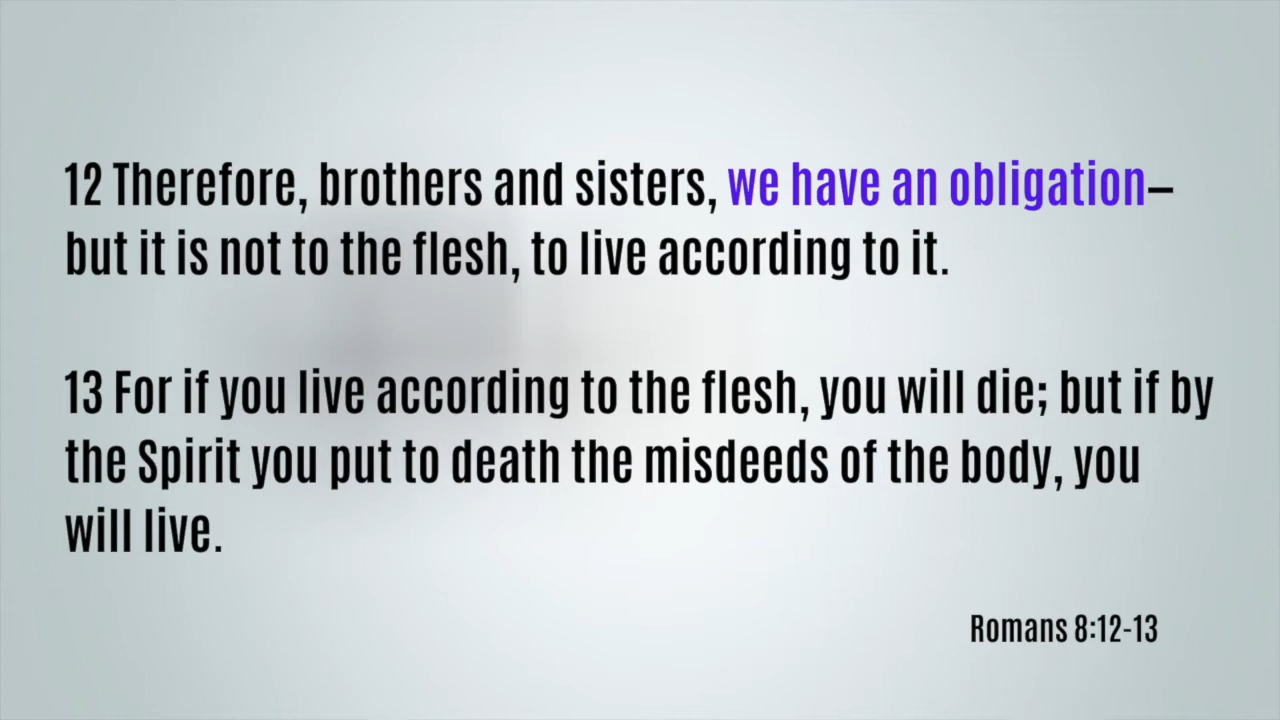 12 Therefore, brothers and sisters, we have an obligation—
but it is not to the flesh, to live according to it.
13 For if you live according to the flesh, you will die; but if by
the Spirit you put to death the misdeeds of the body, you
will live.
Romans 8:12-13